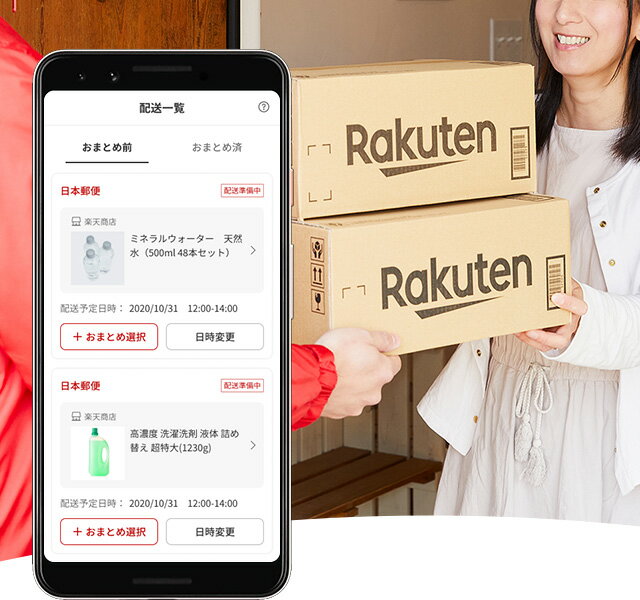 配送一覧
おまとめ前 おまとめ済
日本郵便 配送準備中
楽天商店
ミネラルウォーター 天然
水（500ml 48本セット）
配送予定日時： 2020/10/31 12:00-14:00
＋おまとめ選択 日時変更
日本郵便 配送準備中
楽天商店
高濃度 洗濯洗剤 液体 詰め
替え 超特大(1230g)
配送予定日時： 2020/10/31 12:00-14:00
＋おまとめ選択 日時変更
Rakuten
Rakuten